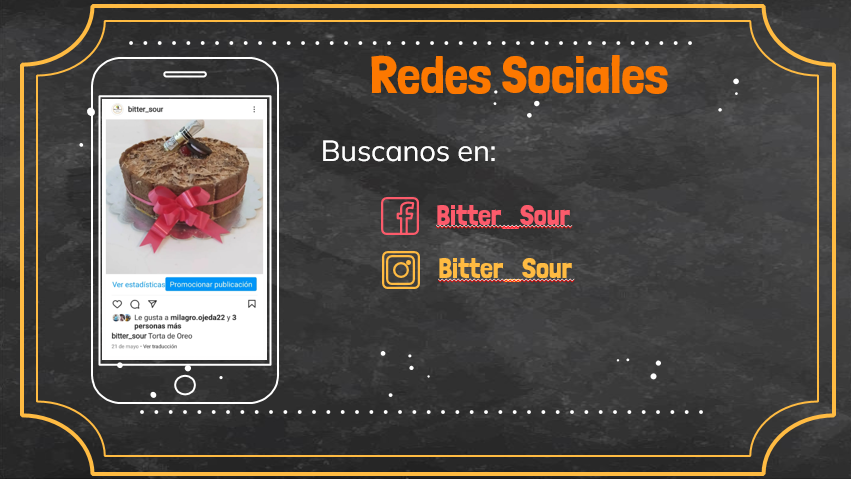 Redes Sociales
Buscanos en:
Bitter_Sour
Bitter_Sour
bitter_sour
Ver estadísticas Promocionar publicación
Le gusta a milagro.ojeda22 y 3
personas más
bitter_sour Torta de Oreo
21 de mayo · Ver traducción